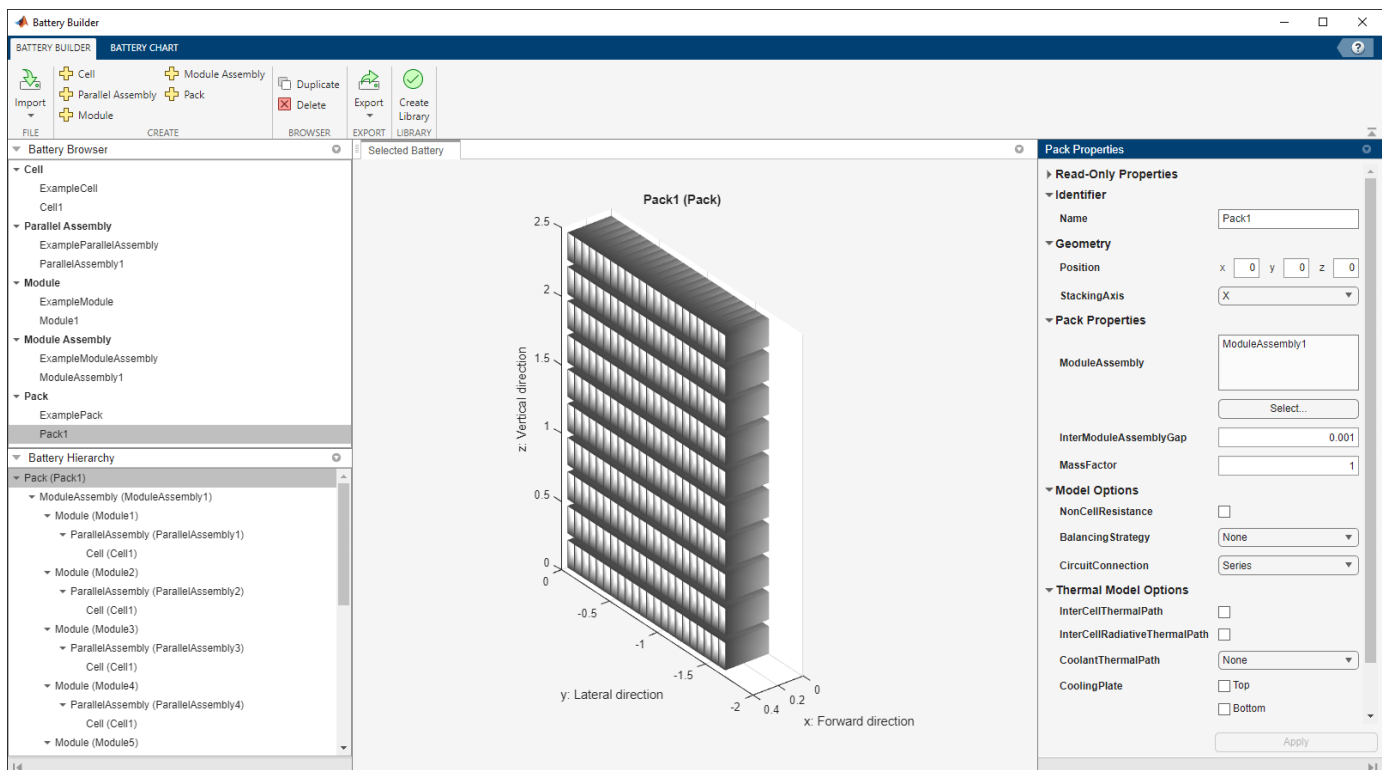 Battery Builder
BATTERY BUILDER BATTERY CHART
?
Import
Cell
Parallel Assembly
Module
Module Assembly
Pack
Duplicate
Delete
Export
Create
Library
FILE CREATE BROWSER EXPORT LIBRARY
Battery Browser
Cell
ExampleCell
Cell1
Parallel Assembly
ExampleParallelAssembly
ParallelAssembly1
Module
ExampleModule
Module1
Module Assembly
ExampleModuleAssembly
ModuleAssembly1
Pack
ExamplePack
Pack1
Battery Hierarchy
Pack (Pack1)
ModuleAssembly (ModuleAssembly1)
Module (Module1)
ParallelAssembly (ParallelAssembly1)
Cell (Cell1)
Module (Module2)
ParallelAssembly (ParallelAssembly2)
Cell (Cell1)
Module (Module3)
ParallelAssembly (ParallelAssembly3)
Cell (Cell1)
Module (Module4)
ParallelAssembly (ParallelAssembly4)
Cell (Cell1)
Module (Module5)
Selected Battery
Pack1 (Pack)
2.5
2
1.5
1
0.5
0
z: Vertical direction
0
-0.5
-1
-1.5
-2
y: Lateral direction
0.4
0.2
0
x: Forward direction
Pack Properties
Read-Only Properties
Identifier
Name Pack1
Geometry
Position x 0 y 0 z 0
StackingAxis X
Pack Properties
ModuleAssembly ModuleAssembly1
Select...
InterModuleAssemblyGap 0.001
MassFactor 1
Model Options
NonCellResistance
BalancingStrategy None
CircuitConnection Series
Thermal Model Options
InterCellThermalPath
InterCellRadiativeThermalPath
CoolantThermalPath None
CoolingPlate Top
Bottom
Apply